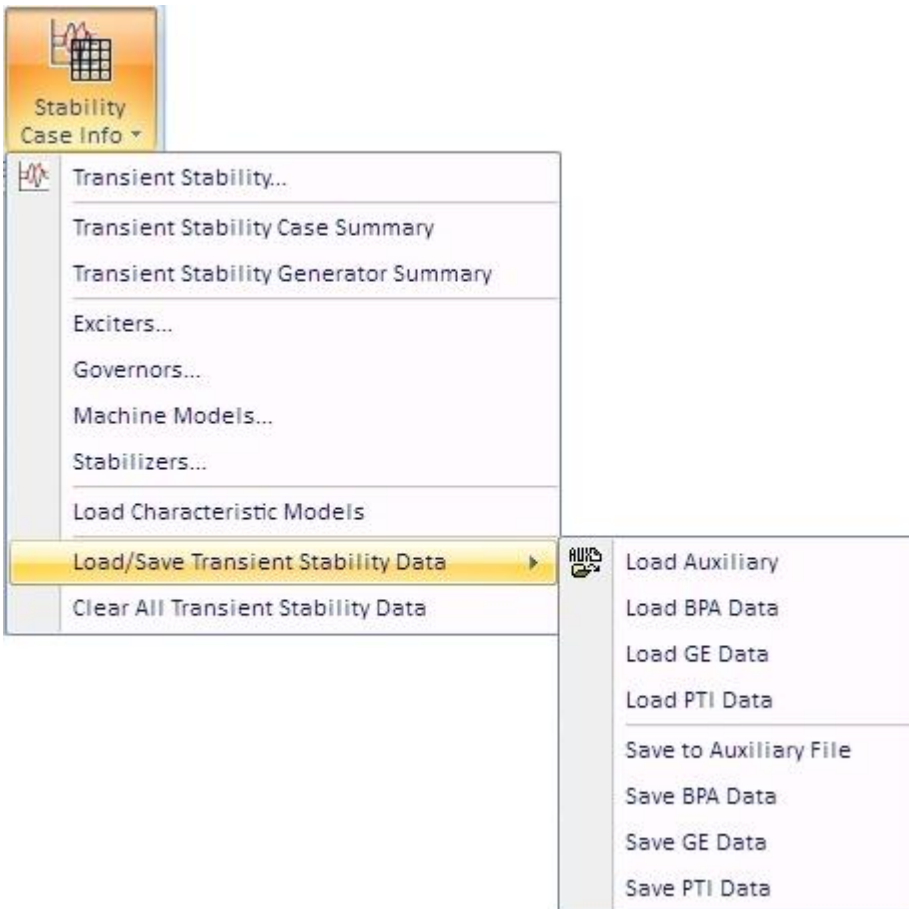 Stability
Case Info
Transient Stability...
Transient Stability Case Summary
Transient Stability Generator Summary
Exciters...
Governors...
Machine Models...
Stabilizers...
Load Characteristic Models
Load/Save Transient Stability Data
Clear All Transient Stability Data
AUX
Load Auxiliary
Load BPA Data
Load GE Data
Load PTI Data
Save to Auxiliary File
Save BPA Data
Save GE Data
Save PTI Data